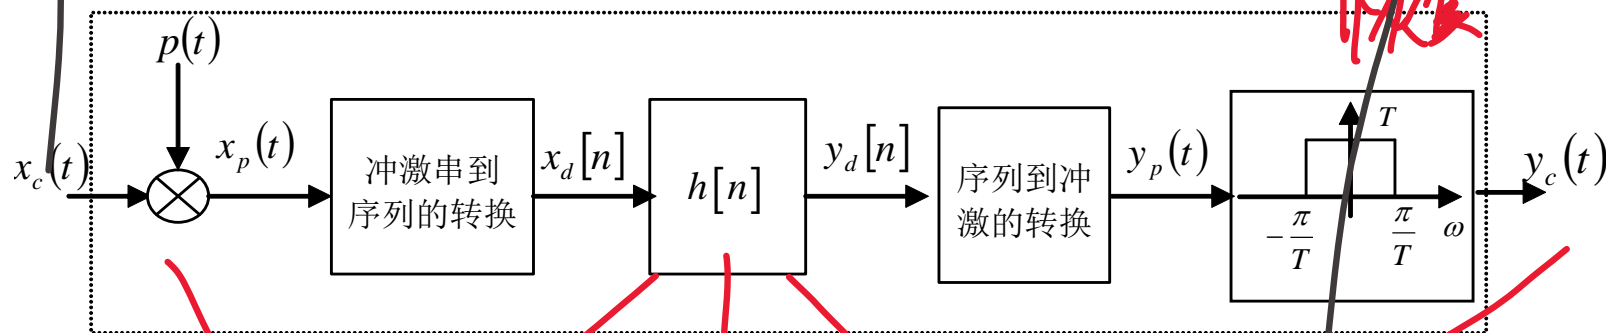 p(t)
x_c(t)
x_p(t)
冲激串到
序列的转换
x_d[n]
h[n]
y_d[n]
序列到冲
激的转换
y_p(t)
T
-π/T
π/T
ω
y_c(t)